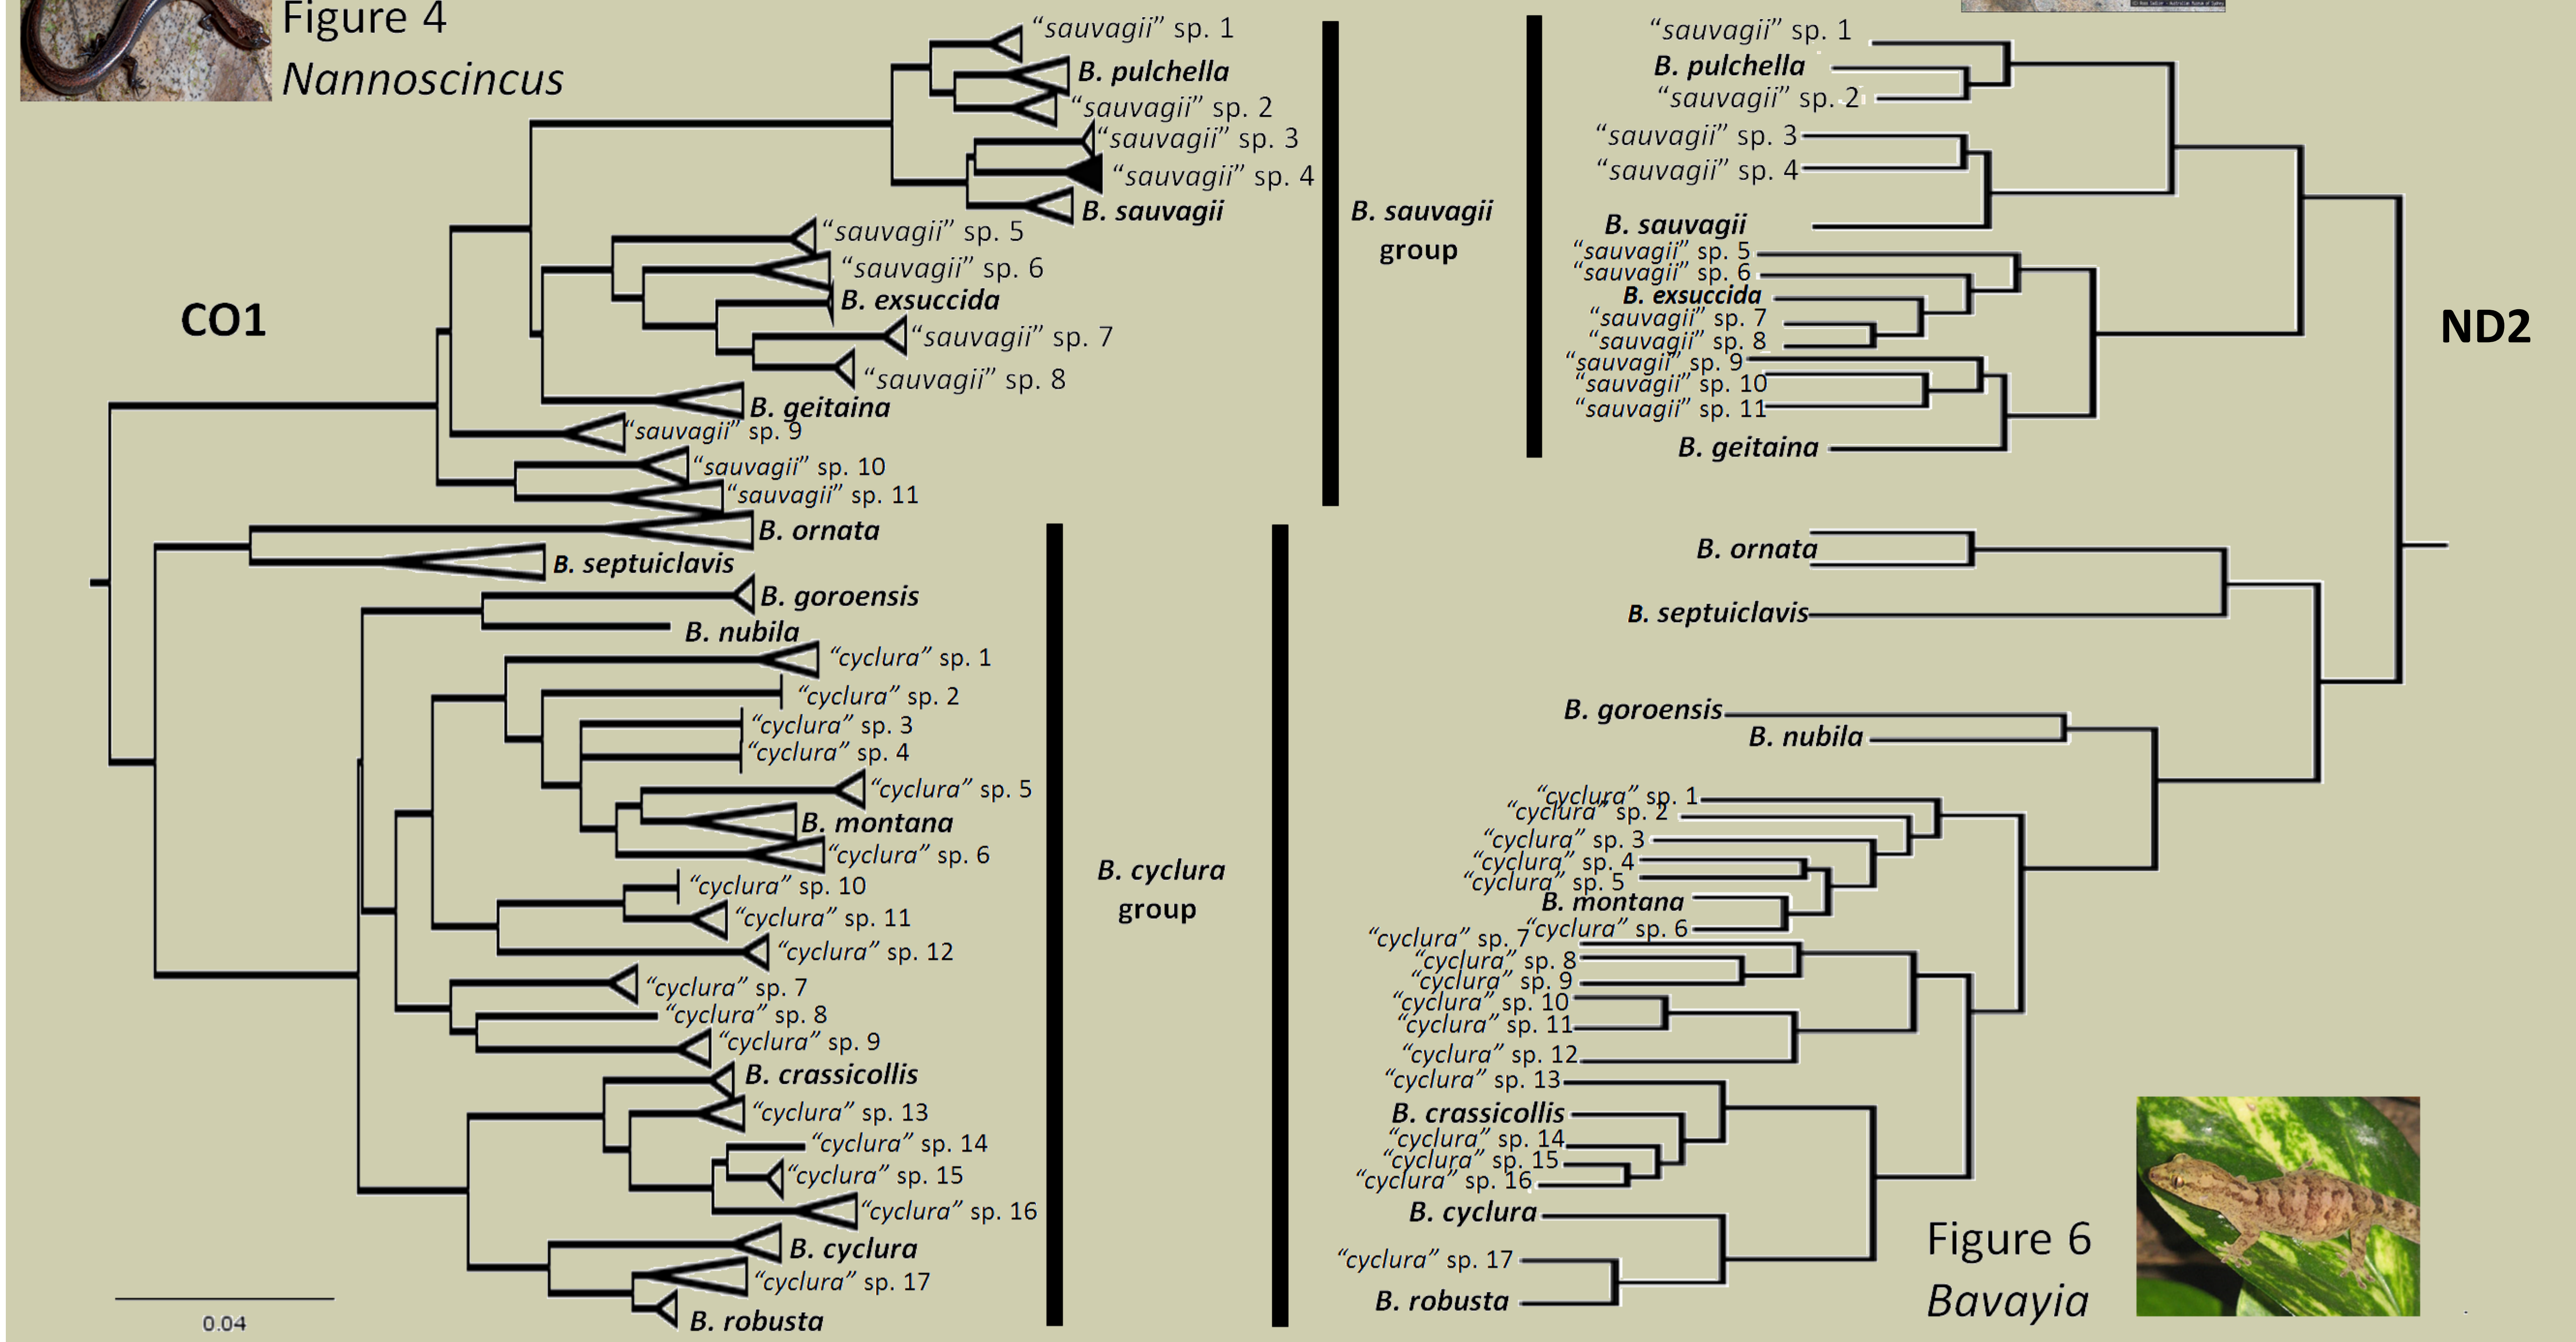 Figure 4
Nannoscincus
CO1
“sauvagii” sp. 1
B. pulchella
“sauvagii” sp. 2
“sauvagii” sp. 3
“sauvagii” sp. 4
B. sauvagii
“sauvagii” sp. 5
“sauvagii” sp. 6
B. exsuccida
“sauvagii” sp. 7
“sauvagii” sp. 8
B. geitaina
“sauvagii” sp. 9
“sauvagii” sp. 10
“sauvagii” sp. 11
B. ornata
B. septuiclavis
B. goroensis
B. nubila
“cyclura” sp. 1
“cyclura” sp. 2
“cyclura” sp. 3
“cyclura” sp. 4
“cyclura” sp. 5
B. montana
“cyclura” sp. 6
“cyclura” sp. 10
“cyclura” sp. 11
“cyclura” sp. 12
“cyclura” sp. 7
“cyclura” sp. 8
“cyclura” sp. 9
B. crassicollis
“cyclura” sp. 13
“cyclura” sp. 14
“cyclura” sp. 15
“cyclura” sp. 16
B. cyclura
“cyclura” sp. 17
B. robusta
0.04
B. sauvagii
group
B. cyclura
group
“sauvagii” sp. 1
B. pulchella
“sauvagii” sp. 2
“sauvagii” sp. 3
“sauvagii” sp. 4
B. sauvagii
“sauvagii” sp. 5
“sauvagii” sp. 6
B. exsuccida
“sauvagii” sp. 7
“sauvagii” sp. 8
“sauvagii” sp. 9
“sauvagii” sp. 10
“sauvagii” sp. 11
B. geitaina
B. ornata
B. septuiclavis
B. goroensis
B. nubila
“cyclura” sp. 1
“cyclura” sp. 2
“cyclura” sp. 3
“cyclura” sp. 4
“cyclura” sp. 5
B. montana
“cyclura” sp. 6
“cyclura” sp. 7
“cyclura” sp. 8
“cyclura” sp. 9
“cyclura” sp. 10
“cyclura” sp. 11
“cyclura” sp. 12
“cyclura” sp. 13
B. crassicollis
“cyclura” sp. 14
“cyclura” sp. 15
“cyclura” sp. 16
B. cyclura
“cyclura” sp. 17
B. robusta
ND2
Figure 6
Bavayia